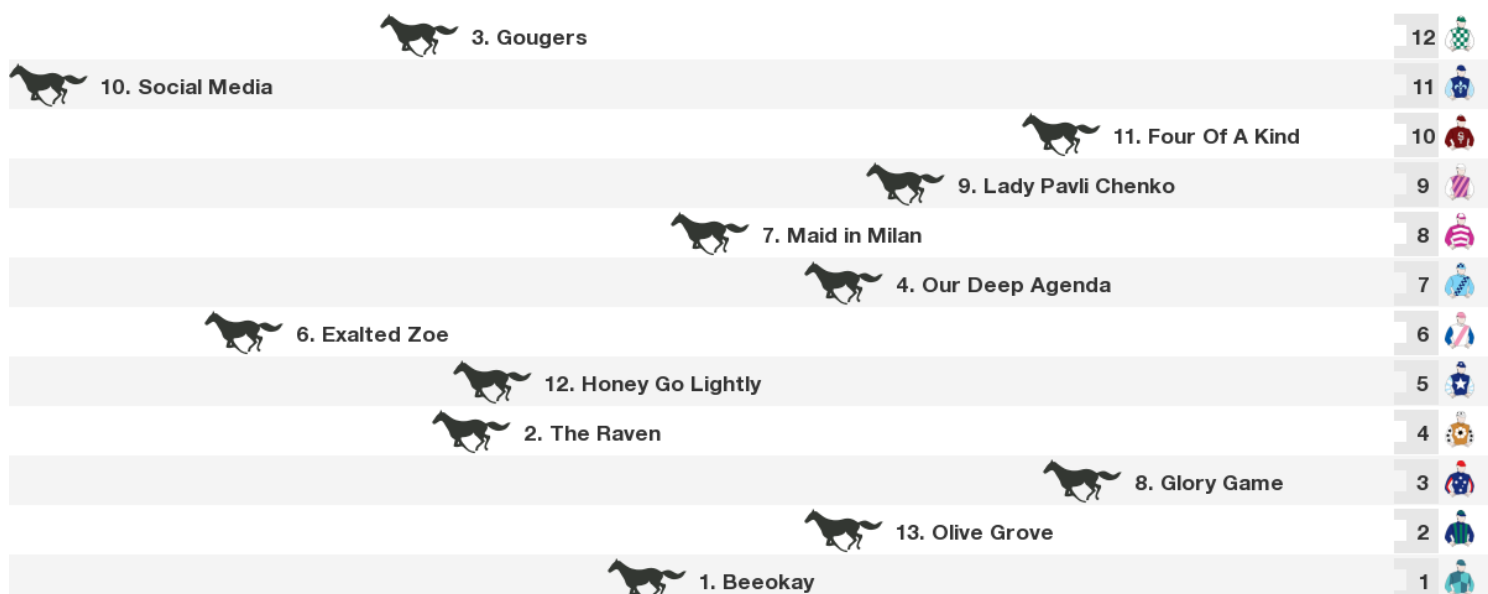 3. Gougers 12
10. Social Media 11
11. Four Of A Kind 10
9. Lady Pavli Chenko 9
7. Maid in Milan 8
4. Our Deep Agenda 7
6. Exalted Zoe 6
12. Honey Go Lightly 5
2. The Raven 4
8. Glory Game 3
13. Olive Grove 2
1. Beeokay 1